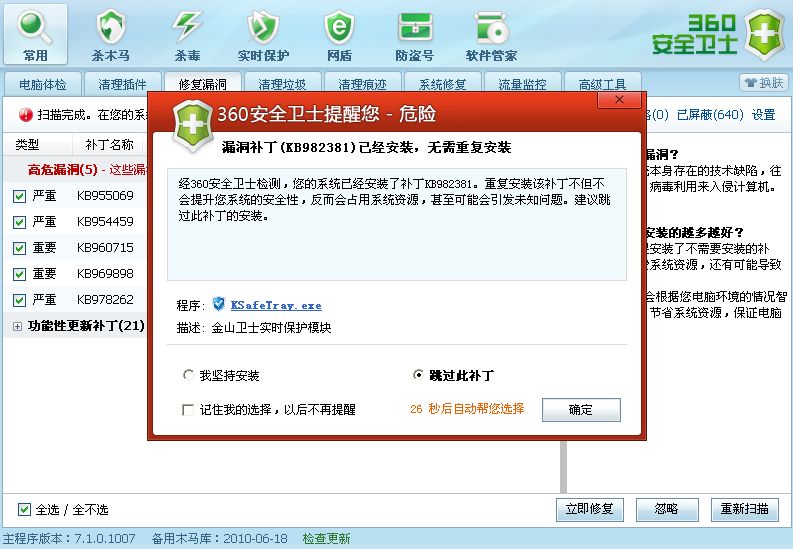 常用
杀木马
杀毒
实时保护
网盾
防盗号
软件管家
360
安全卫士
电脑体检
清理插件
修复漏洞
清理垃圾
清理痕迹
系统修复
流量监控
高级工具
换肤
扫描完成。在您的系
(0) 已屏蔽(640) 设置
类型 补丁名称
高危漏洞(5) - 这些漏
严重 KB955069
严重 KB954459
重要 KB960715
重要 KB969898
严重 KB978262
功能性更新补丁(21)
360安全卫士提醒您 - 危险
漏洞补丁(KB982381)已经安装，无需重复安装
经360安全卫士检测，您的系统已经安装了补丁KB982381。重复安装该补丁不但不
会提升您系统的安全性，反而会占用系统资源，甚至可能会引发未知问题。建议跳
过此补丁的安装。
程序： KSafeTray.exe
描述： 金山卫士实时保护模块
我坚持安装
跳过此补丁
记住我的选择，以后不再提醒
26 秒后自动帮您选择
确定
漏洞?
本身存在的技术缺陷，往
病毒利用来入侵计算机。
安装的越多越好?
安装了不需要安装的补
系统资源，还有可能导致
会根据您电脑环境的情况智
节省系统资源，保证电脑
全选 / 全不选
立即修复
忽略
重新扫描
主程序版本：7.1.0.1007 备用木马库：2010-06-18 检查更新